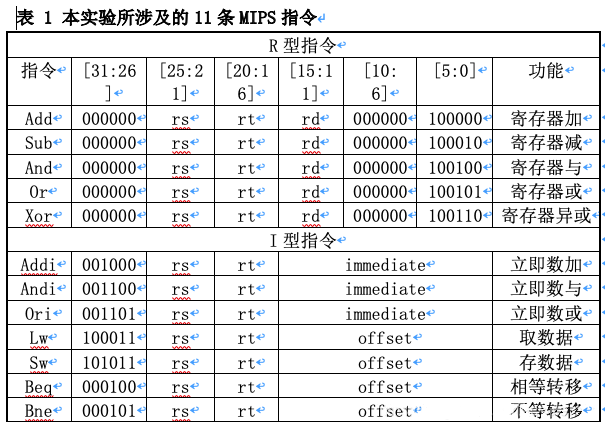 表 1 本实验所涉及的 11 条 MIPS 指令
R 型指令
指令 [31:26] [25:21] [20:16] [15:11] [10:6] [5:0] 功能
Add 000000 rs rt rd 000000 100000 寄存器加
Sub 000000 rs rt rd 000000 100010 寄存器减
And 000000 rs rt rd 000000 100100 寄存器与
Or 000000 rs rt rd 000000 100101 寄存器或
Xor 000000 rs rt rd 000000 100110 寄存器异或
I 型指令
Addi 001000 rs rt immediate 立即数加
Andi 001100 rs rt immediate 立即数与
Ori 001101 rs rt immediate 立即数或
Lw 100011 rs rt offset 取数据
Sw 101011 rs rt offset 存数据
Beq 000100 rs rt offset 相等转移
Bne 000101 rs rt offset 不等转移